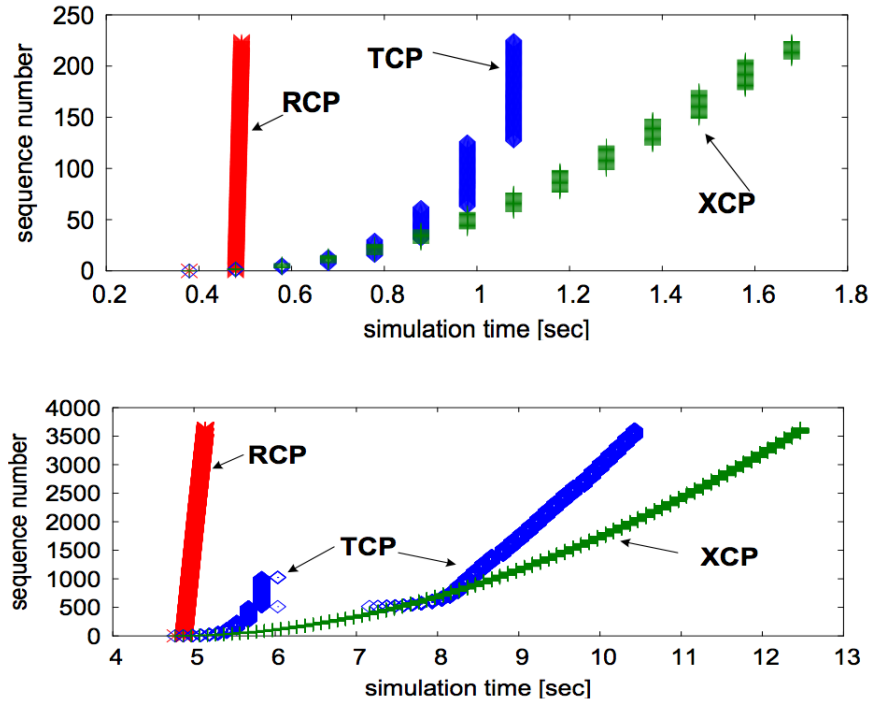 250
200
150
100
50
0
sequence number
RCP
TCP
XCP
0.2 0.4 0.6 0.8 1 1.2 1.4 1.6 1.8
simulation time [sec]
4000
3500
3000
2500
2000
1500
1000
500
0
sequence number
RCP
TCP
XCP
4 5 6 7 8 9 10 11 12 13
simulation time [sec]